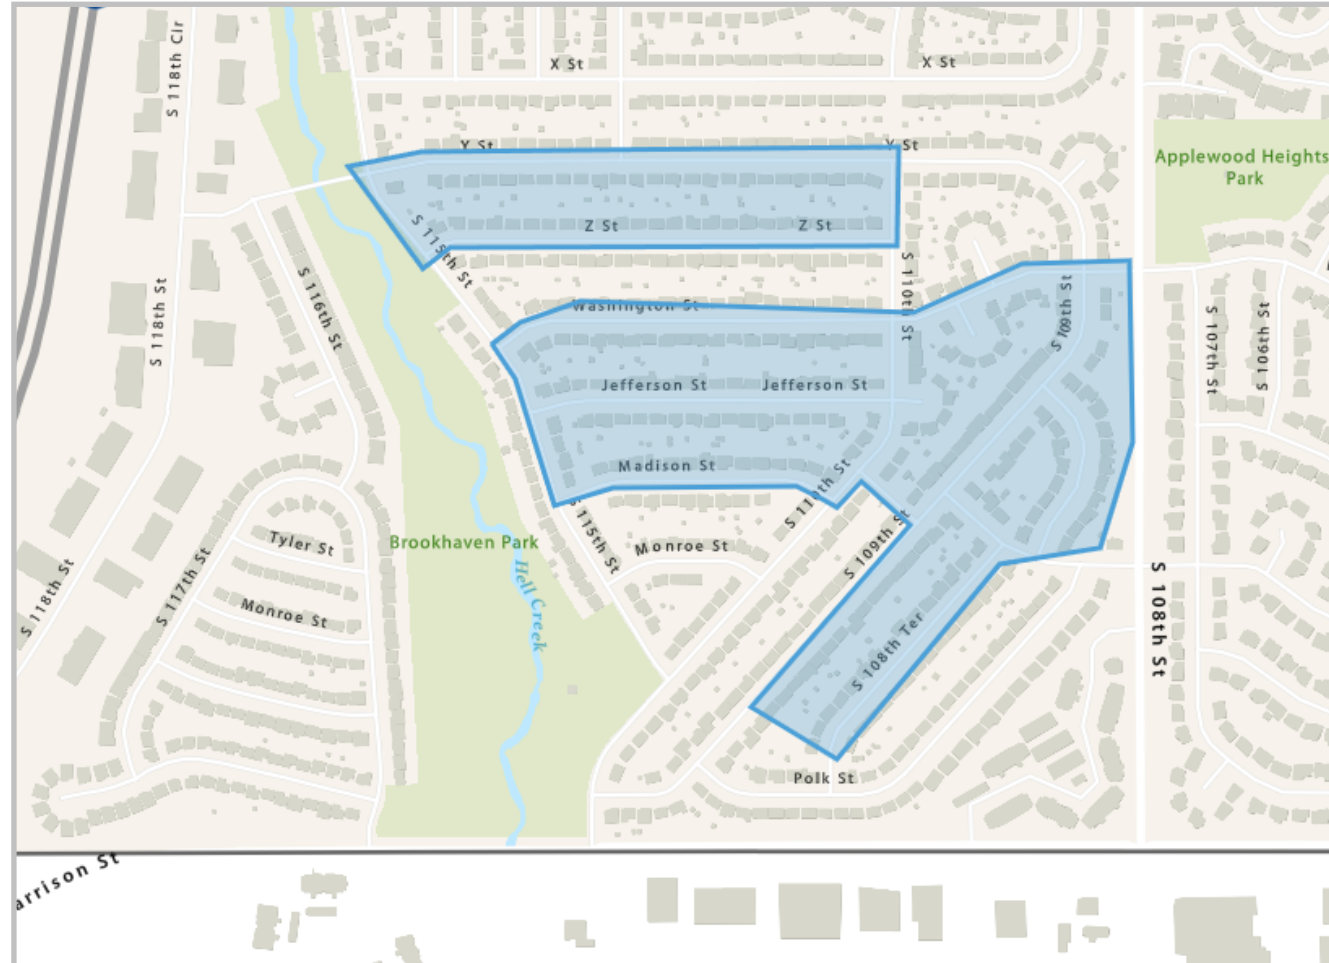 S 118th Cir
X St
X St
Y St
Y St
Applewood Heights
Park
Z St
Z St
S 115th St
S 116th St
S 118th St
S 110th St
S 109th St
S 107th St
S 106th St
Washington St
Jefferson St
Jefferson St
Madison St
S 110th St
S 109th St
S 115th St
Monroe St
Brookhaven Park
Hell Creek
Tyler St
S 117th St
Monroe St
S 118th St
S 108th St
S 108th Ter
Polk St
arrison St